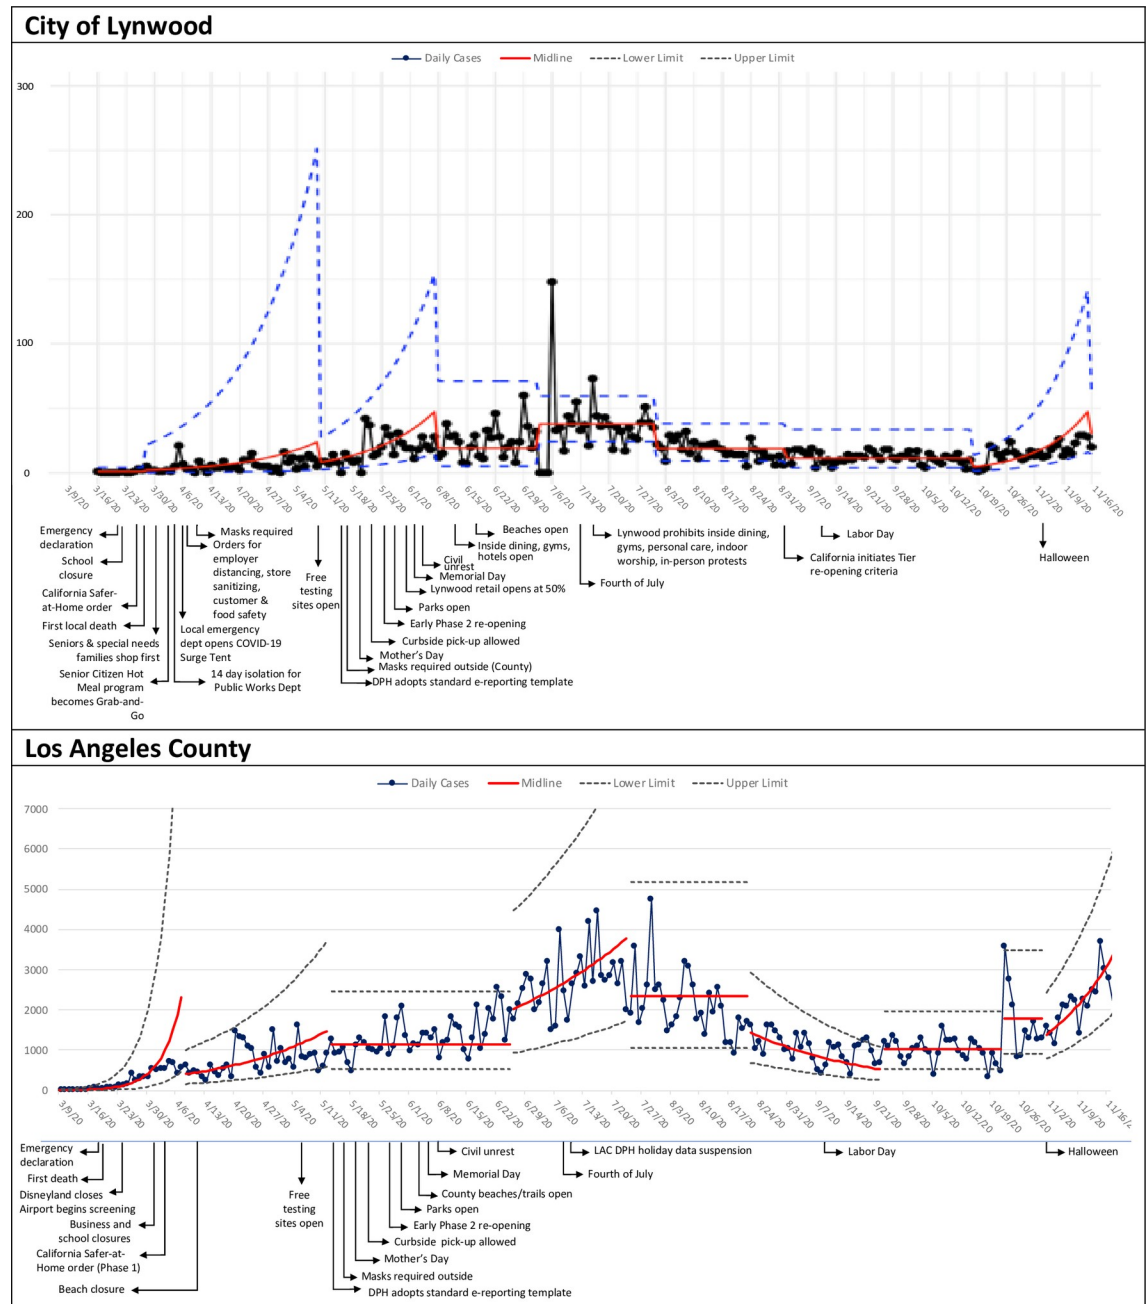 City of Lynwood
Daily Cases Midline Lower Limit Upper Limit
300
200
100
0
3/9/20 3/16/20 3/23/20 3/30/20 4/6/20 4/13/20 4/20/20 4/27/20 5/4/20 5/11/20 5/18/20 5/25/20 6/1/20 6/8/20 6/15/20 6/22/20 6/29/20 7/6/20 7/13/20 7/20/20 7/27/20 8/3/20 8/10/20 8/17/20 8/24/20 8/31/20 9/7/20 9/14/20 9/21/20 9/28/20 10/5/20 10/12/20 10/19/20 10/26/20 11/2/20 11/9/20 11/16/20
Emergency
declaration
School
closure
California Safer-
at-Home order
First local death
Seniors & special needs
families shop first
Senior Citizen Hot
Meal program
becomes Grab-and-
Go
Masks required
Orders for
employer
distancing, store
sanitizing,
customer &
food safety
Local emergency
dept opens COVID-19
Surge Tent
14 day isolation for
Public Works Dept
Free
testing
sites open
Beaches open
Inside dining, gyms,
hotels open
Civil
unrest
Memorial Day
Lynwood retail opens at 50%
Parks open
Early Phase 2 re-opening
Curbside pick-up allowed
Mother's Day
Masks required outside (County)
DPH adopts standard e-reporting template
Lynwood prohibits inside dining,
gyms, personal care, indoor
worship, in-person protests
Fourth of July
Labor Day
California initiates Tier
re-opening criteria
Halloween
Los Angeles County
Daily Cases Midline Lower Limit Upper Limit
7000
6000
5000
4000
3000
2000
1000
0
3/9/20 3/16/20 3/23/20 3/30/20 4/6/20 4/13/20 4/20/20 4/27/20 5/4/20 5/11/20 5/18/20 5/25/20 6/1/20 6/8/20 6/15/20 6/22/20 6/29/20 7/6/20 7/13/20 7/20/20 7/27/20 8/3/20 8/10/20 8/17/20 8/24/20 8/31/20 9/7/20 9/14/20 9/21/20 9/28/20 10/5/20 10/12/20 10/19/20 10/26/20 11/2/20 11/9/20 11/16/2
Emergency
declaration
First death
Disneyland closes
Airport begins screening
Business and
school closures
California Safer-at-
Home order (Phase 1)
Beach closure
Free
testing
sites open
Civil unrest
Memorial Day
County beaches/trails open
Parks open
Early Phase 2 re-opening
Curbside pick-up allowed
Mother's Day
Masks required outside
DPH adopts standard e-reporting template
LAC DPH holiday data suspension
Fourth of July
Labor Day
Halloween